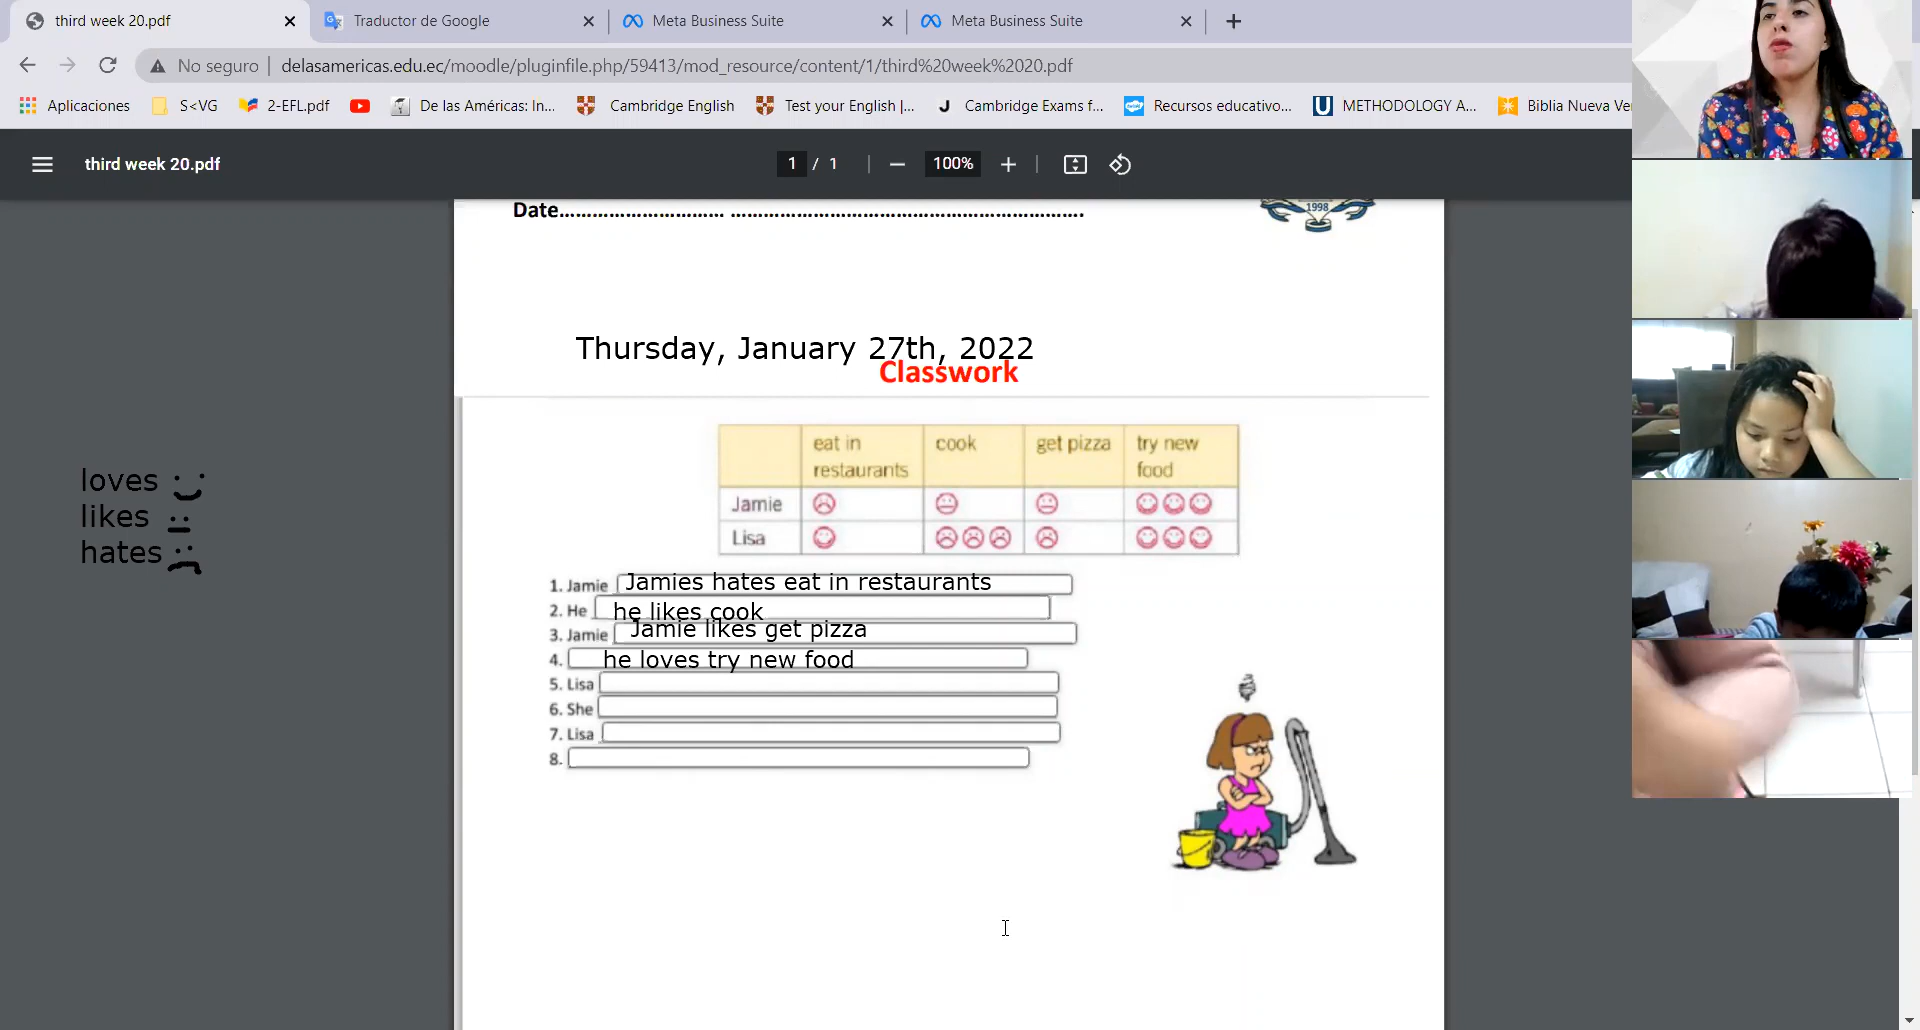 third week 20.pdf
Traductor de Google
Meta Business Suite
Meta Business Suite
No seguro
delasamericas.edu.ec/moodle/pluginfile.php/59413/mod_resource/content/1/third%20week%2020.pdf
Aplicaciones
S<VG
2-EFL.pdf
De las Américas: In...
Cambridge English
Test your English |...
Cambridge Exams f...
Recursos educativo...
METHODOLOGY A...
Biblia Nueva Ver
third week 20.pdf
1 / 1
100%
Date........................... ..........................................................
1998
Thursday, January 27th, 2022
Classwork
eat in restaurants
cook
get pizza
try new food
Jamie
Lisa
loves
likes
hates
1. Jamie Jamies hates eat in restaurants
2. He he likes cook
3. Jamie Jamie likes get pizza
4. he loves try new food
5. Lisa
6. She
7. Lisa
8.